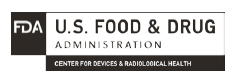 FDA U.S. FOOD & DRUG
ADMINISTRATION
CENTER FOR DEVICES & RADIOLOGICAL HEALTH